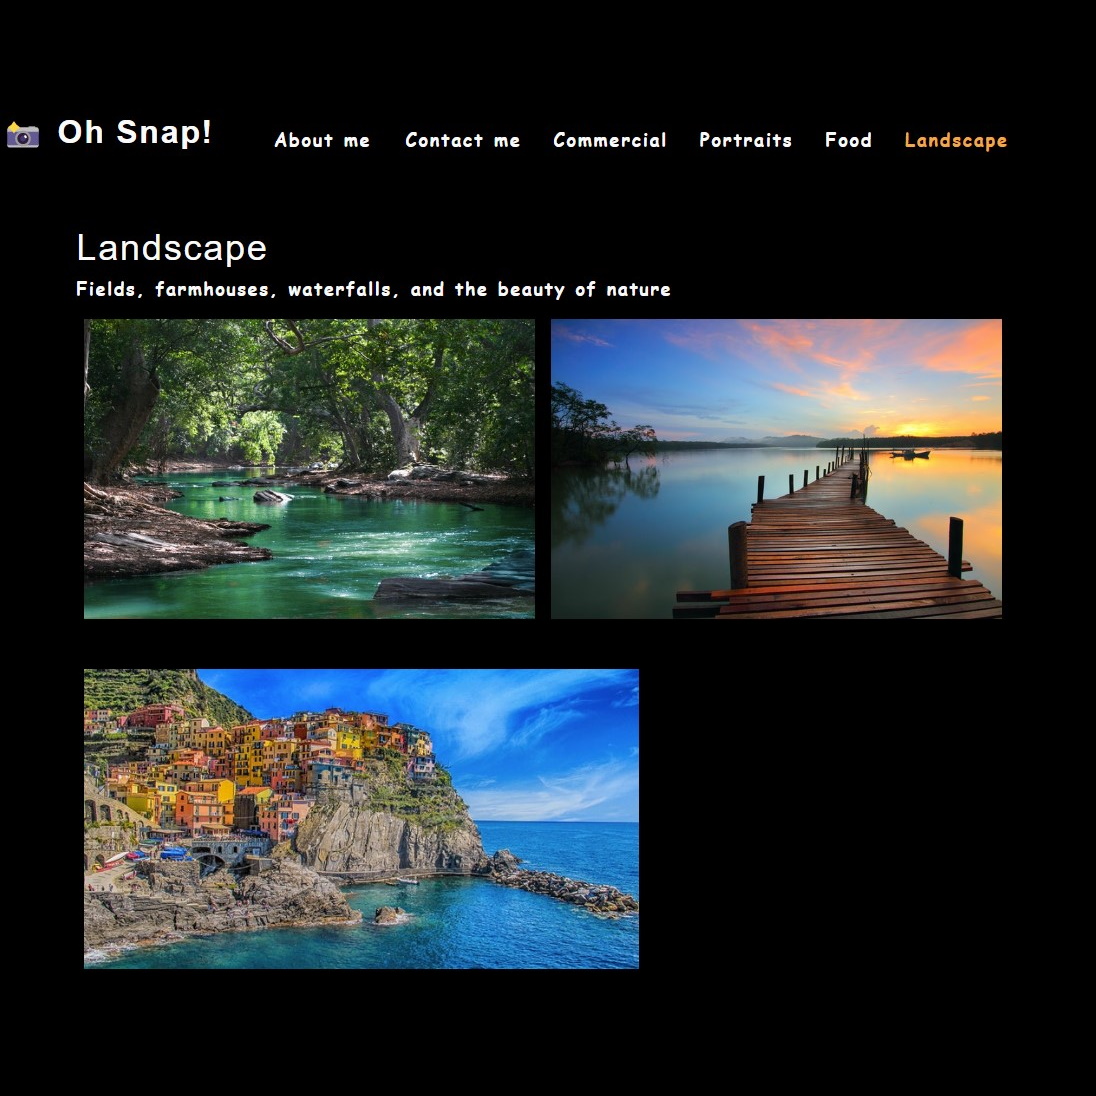 Oh Snap!
About me Contact me Commercial Portraits Food Landscape
Landscape
Fields, farmhouses, waterfalls, and the beauty of nature